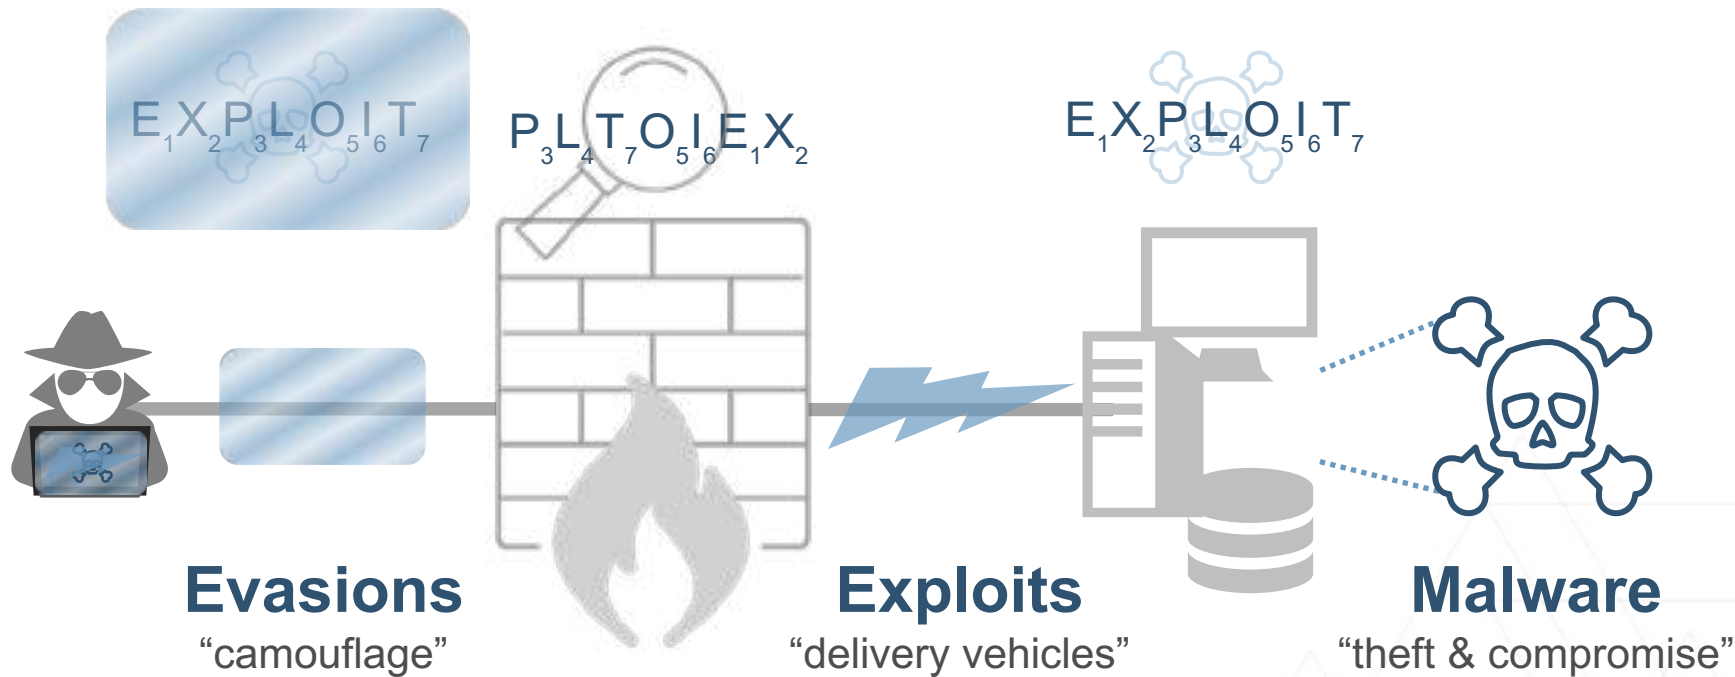 E₁X₂P₃L₄O₅I₆T₇
P₃L₄T₇O₅I₆E₁X₂
E₁X₂P₃L₄O₅I₆T₇
Evasions
“camouflage”
Exploits
“delivery vehicles”
Malware
“theft & compromise”